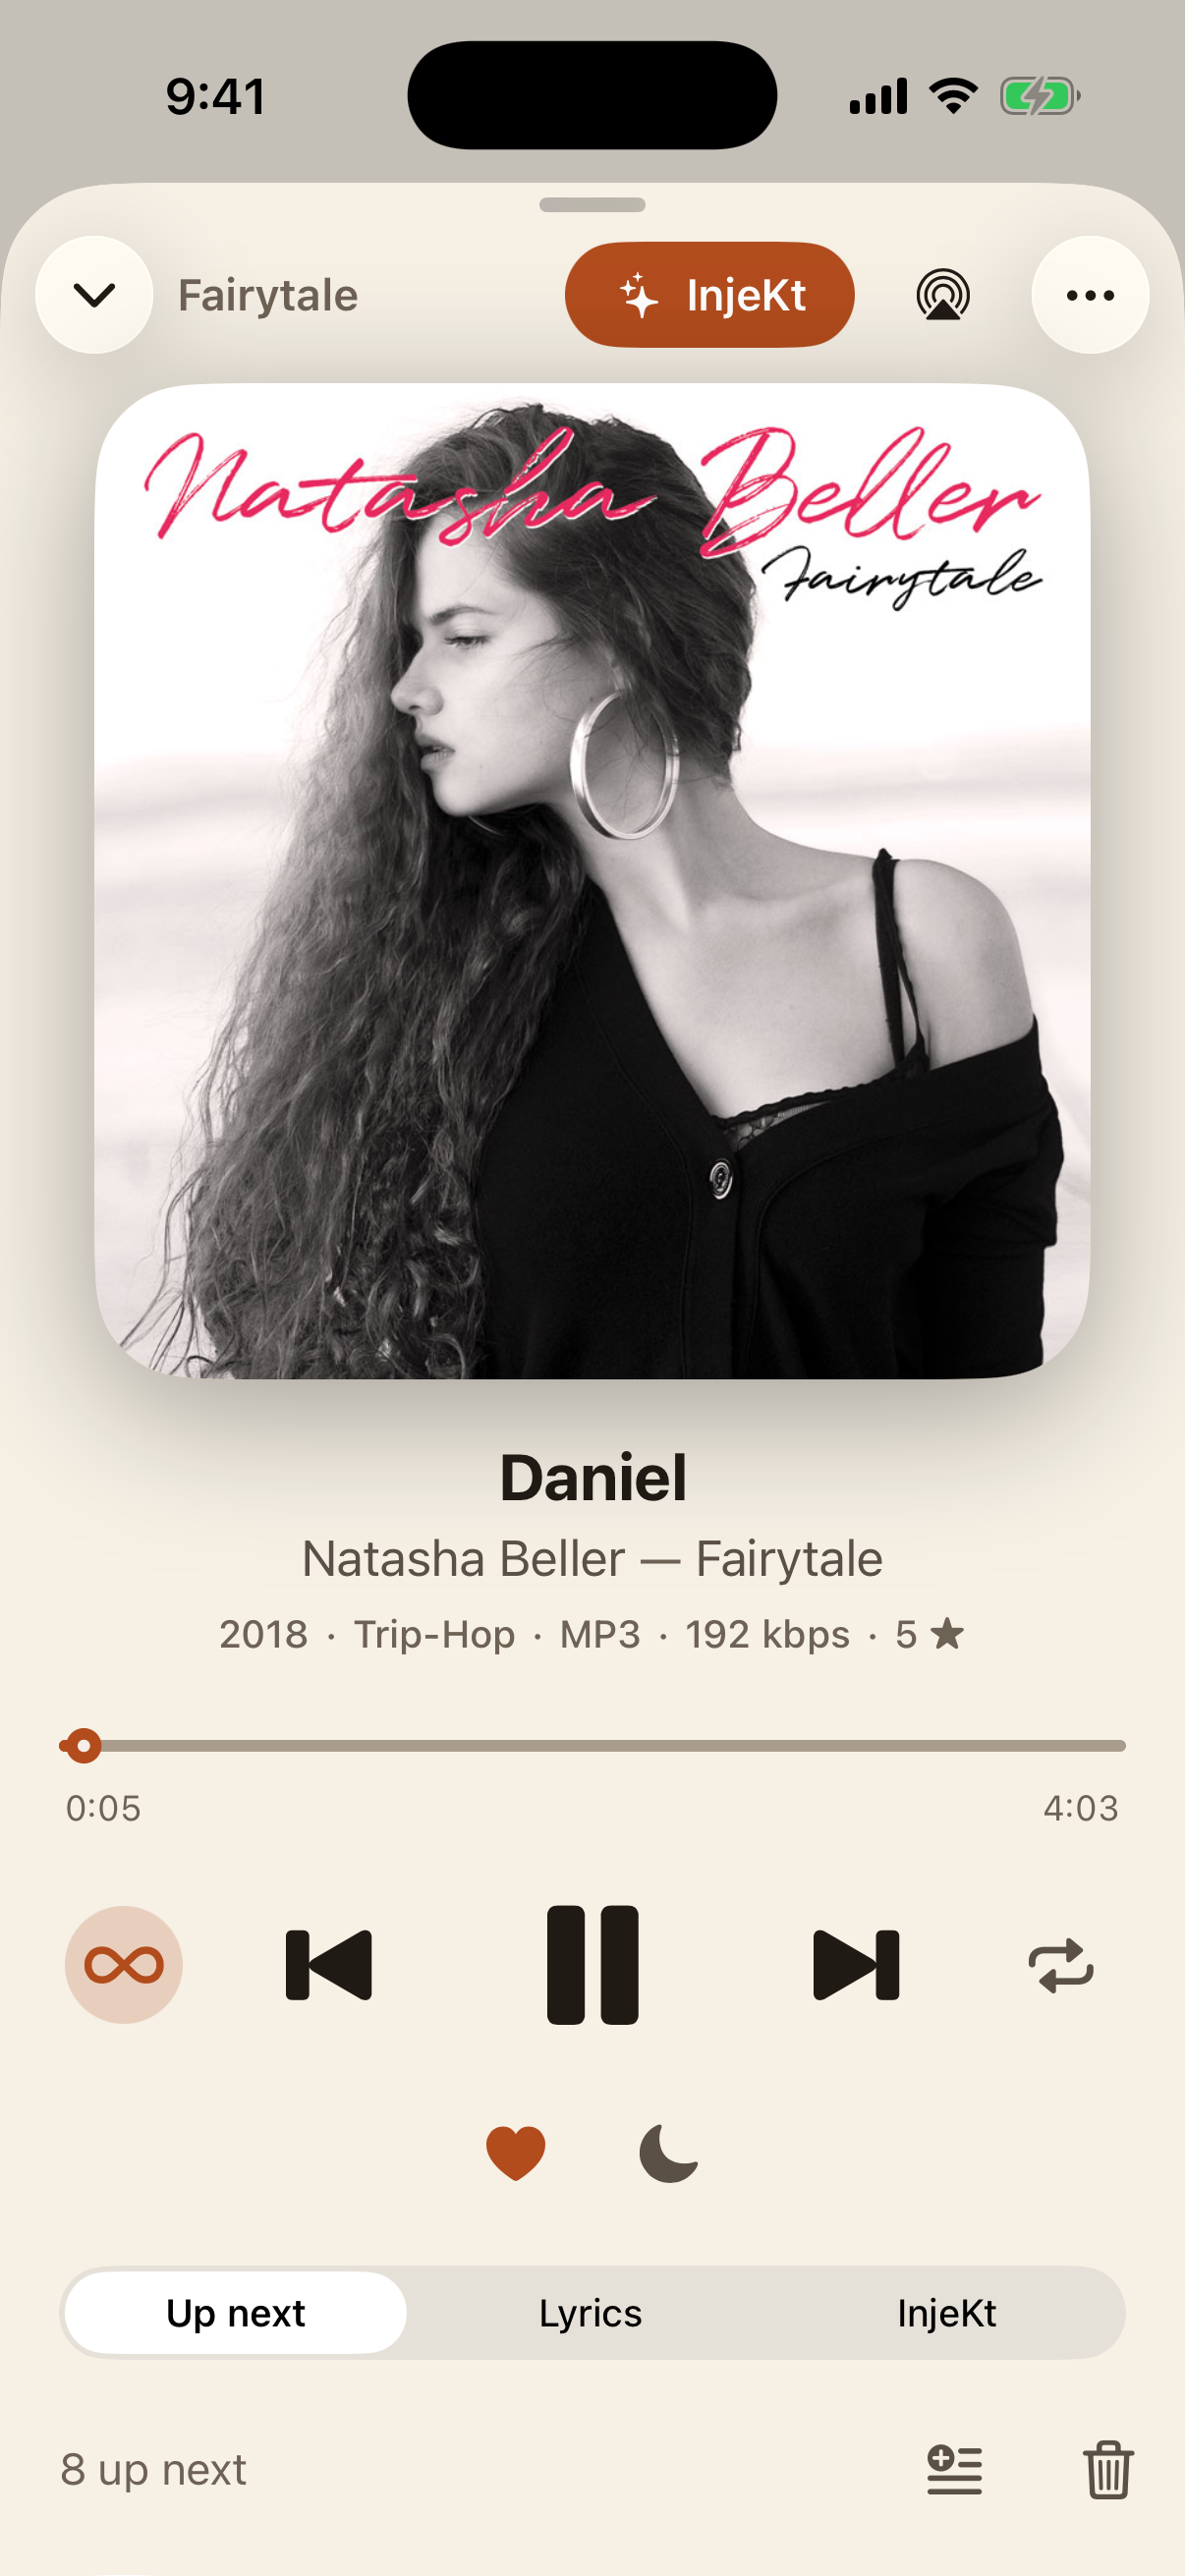 9:41
Fairytale
InjeKt
Natasha Beller
Fairytale
Daniel
Natasha Beller — Fairytale
2018 · Trip-Hop · MP3 · 192 kbps · 5 ★
0:05 4:03
Up next Lyrics InjeKt
8 up next